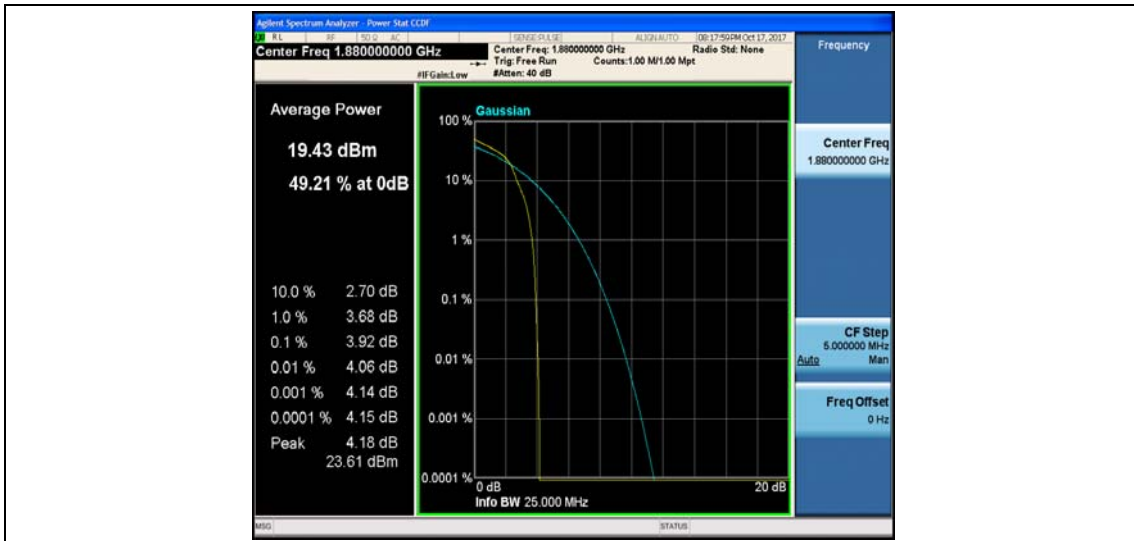 Agilent Spectrum Analyzer - Power Stat CCDF
RL RF 50 Ω AC SENSE:PULSE ALIGN AUTO 08:17:59 PM Oct 17, 2017
Center Freq 1.880000000 GHz
Center Freq: 1.880000000 GHz Radio Std: None
Trig: Free Run Counts:1.00 M/1.00 Mpt
#IFGain:Low #Atten: 40 dB
Frequency
Average Power
19.43 dBm
49.21 % at 0dB
10.0 % 2.70 dB
1.0 % 3.68 dB
0.1 % 3.92 dB
0.01 % 4.06 dB
0.001 % 4.14 dB
0.0001 % 4.15 dB
Peak 4.18 dB
23.61 dBm
Gaussian
100 %
10 %
1 %
0.1 %
0.01 %
0.001 %
0.0001 %
0 dB 20 dB
Info BW 25.000 MHz
Center Freq
1.880000000 GHz
CF Step
5.000000 MHz
Auto Man
Freq Offset
0 Hz
MSG STATUS